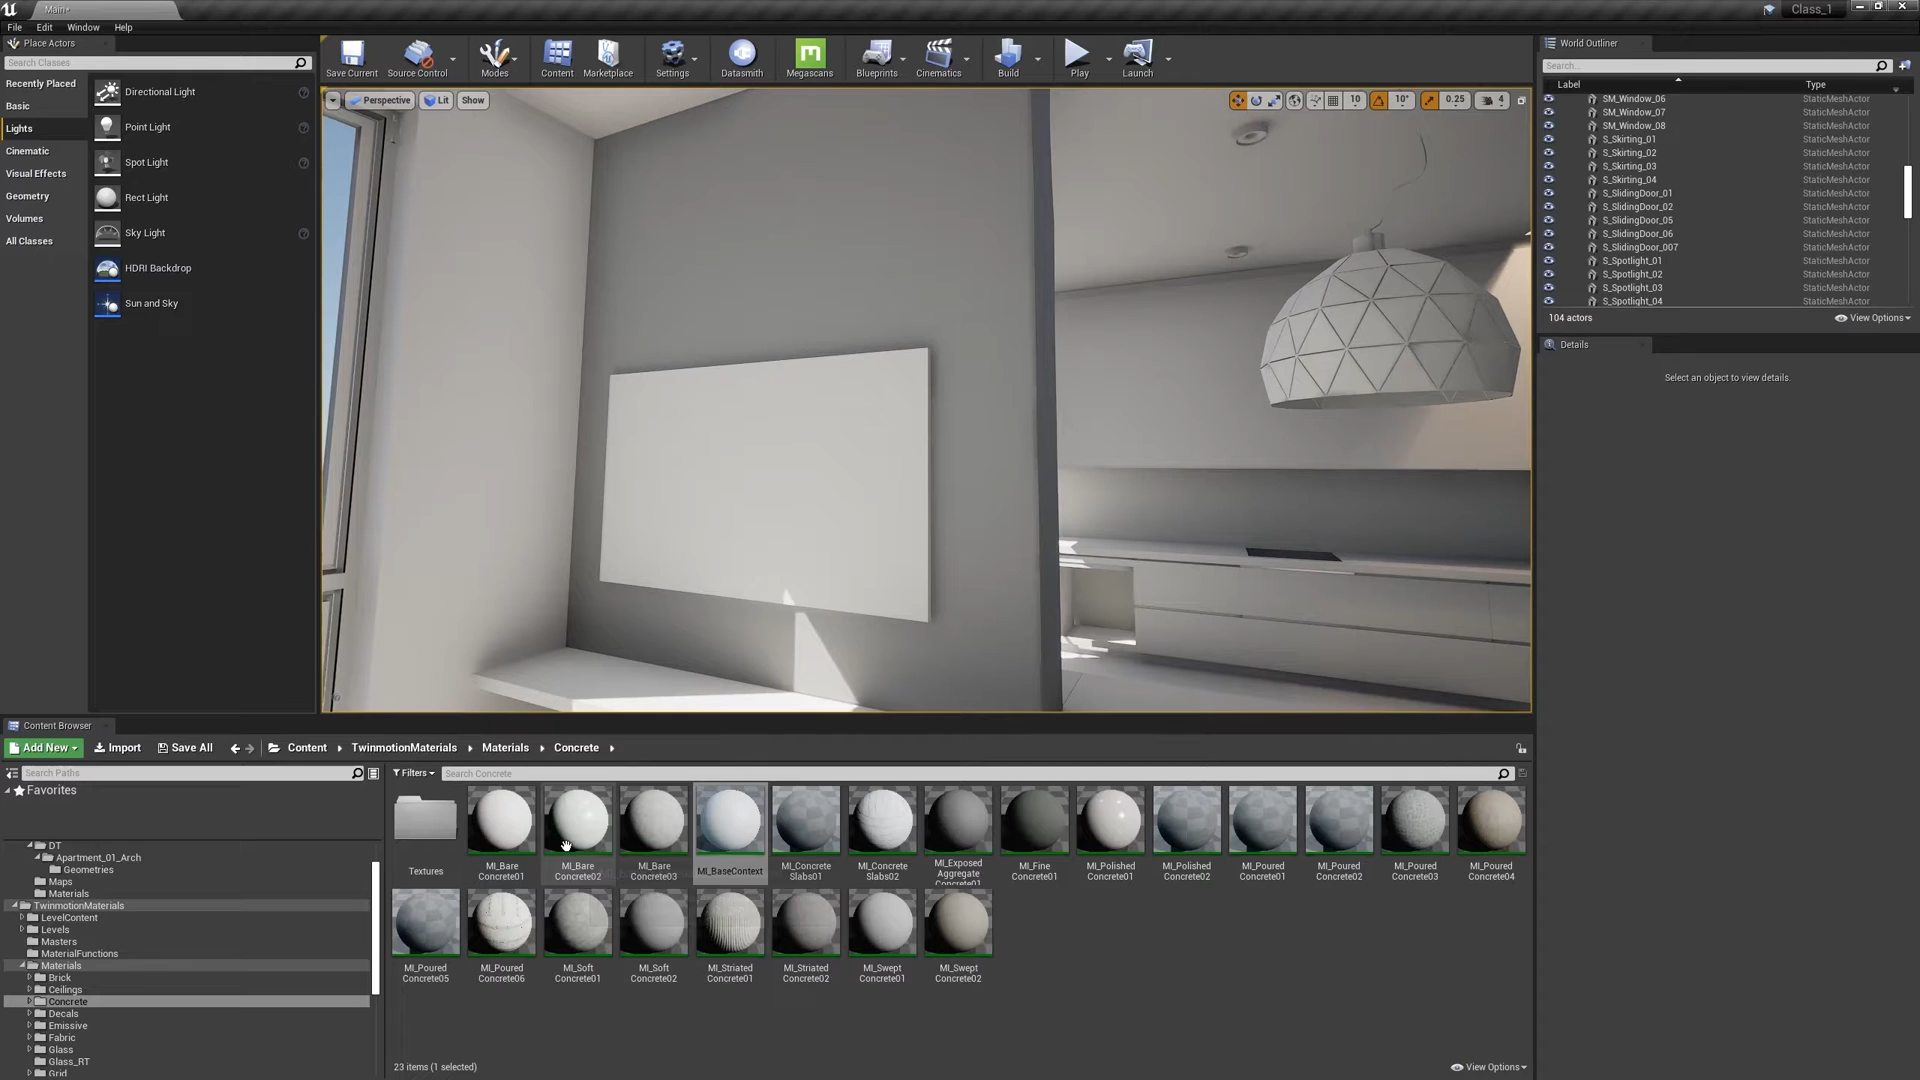 Main*
Class_1
File Edit Window Help
Place Actors
Search Classes
Recently Placed
Basic
Lights
Cinematic
Visual Effects
Geometry
Volumes
All Classes
Directional Light
Point Light
Spot Light
Rect Light
Sky Light
HDRI Backdrop
Sun and Sky
Save Current Source Control Modes Content Marketplace Settings Datasmith Megascans Blueprints Cinematics Build Play Launch
Perspective Lit Show
10 10° 0.25 4
World Outliner
Search...
Label Type
SM_Window_06 StaticMeshActor
SM_Window_07 StaticMeshActor
SM_Window_08 StaticMeshActor
S_Skirting_01 StaticMeshActor
S_Skirting_02 StaticMeshActor
S_Skirting_03 StaticMeshActor
S_Skirting_04 StaticMeshActor
S_SlidingDoor_01 StaticMeshActor
S_SlidingDoor_02 StaticMeshActor
S_SlidingDoor_05 StaticMeshActor
S_SlidingDoor_06 StaticMeshActor
S_SlidingDoor_007 StaticMeshActor
S_Spotlight_01 StaticMeshActor
S_Spotlight_02 StaticMeshActor
S_Spotlight_03 StaticMeshActor
S_Spotlight_04 StaticMeshActor
104 actors View Options
Details
Select an object to view details.
Content Browser
Add New Import Save All Content TwinmotionMaterials Materials Concrete
Search Paths
Favorites
DT
Apartment_01_Arch
Geometries
Maps
Materials
TwinmotionMaterials
LevelContent
Levels
Masters
MaterialFunctions
Materials
Brick
Ceilings
Concrete
Decals
Emissive
Fabric
Glass
Glass_RT
Grid
Filters Search Concrete
Textures
MI_Bare
Concrete01
MI_Bare
Concrete02
MI_Bare
Concrete03
MI_BaseContext
MI_Concrete
Slabs01
MI_Concrete
Slabs02
MI_Exposed
Aggregate
Concrete01
MI_Fine
Concrete01
MI_Polished
Concrete01
MI_Polished
Concrete02
MI_Poured
Concrete01
MI_Poured
Concrete02
MI_Poured
Concrete03
MI_Poured
Concrete04
MI_Poured
Concrete05
MI_Poured
Concrete06
MI_Soft
Concrete01
MI_Soft
Concrete02
MI_Striated
Concrete01
MI_Striated
Concrete02
MI_Swept
Concrete01
MI_Swept
Concrete02
23 items (1 selected) View Options